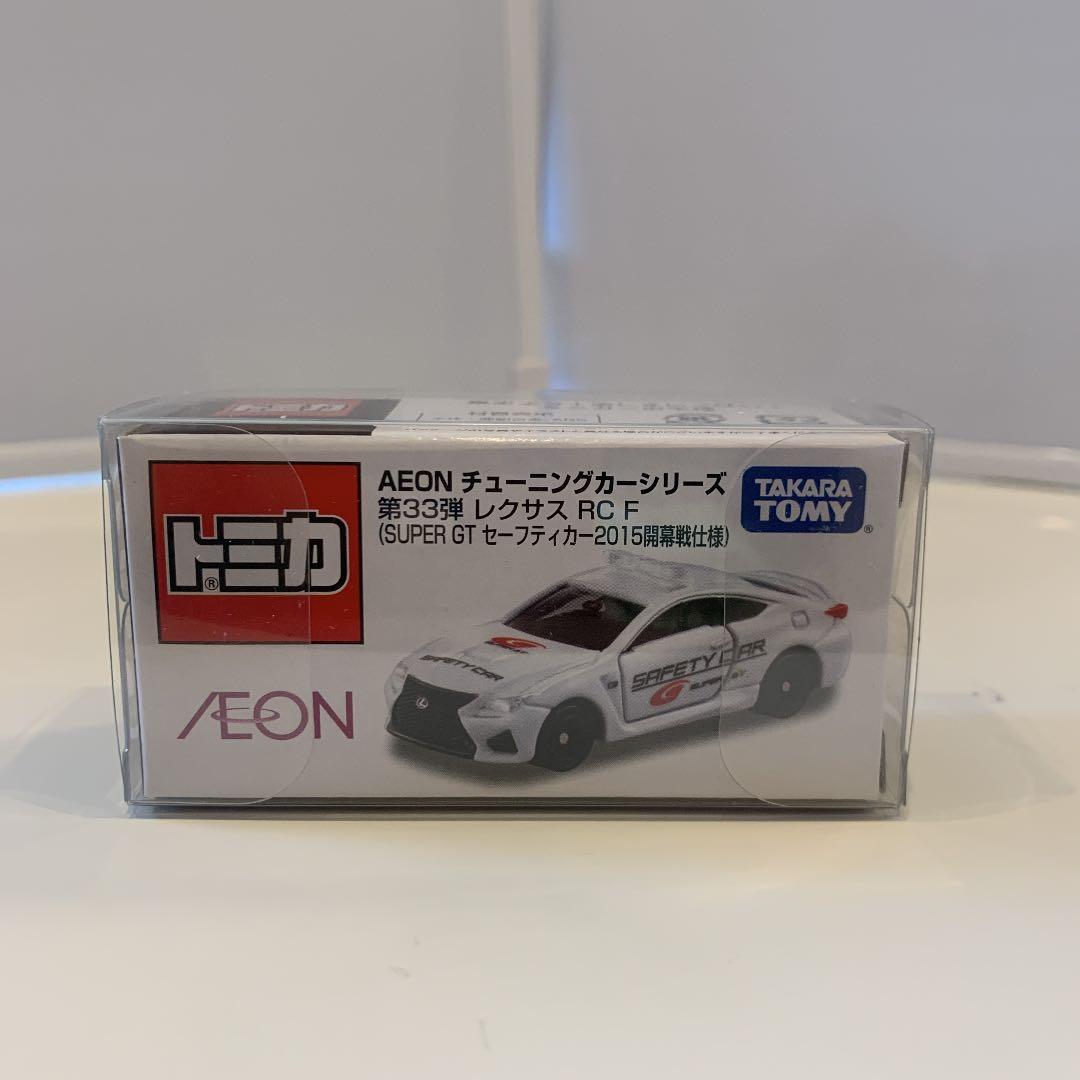 AEON チューニングカーシリーズ
第33弾 レクサス RC F
(SUPER GT セーフティカー2015開幕戦仕様)
トミカ
®
TAKARA
TOMY
®
AEON
SAFETY CAR
SAFETY CAR
SUPER GT